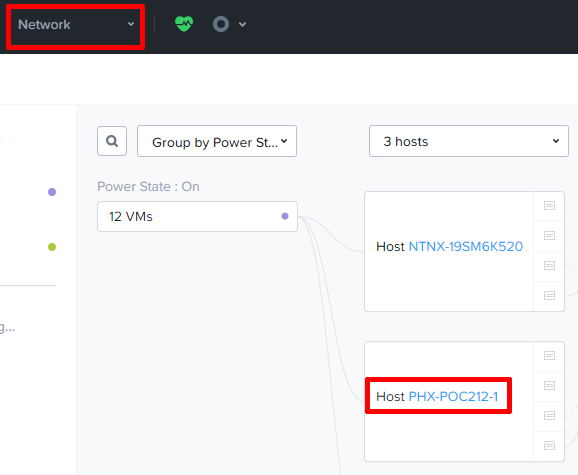 Network
Group by Power St...
3 hosts
Power State : On
12 VMs
Host NTNX-19SM6K520
g...
Host PHX-POC212-1